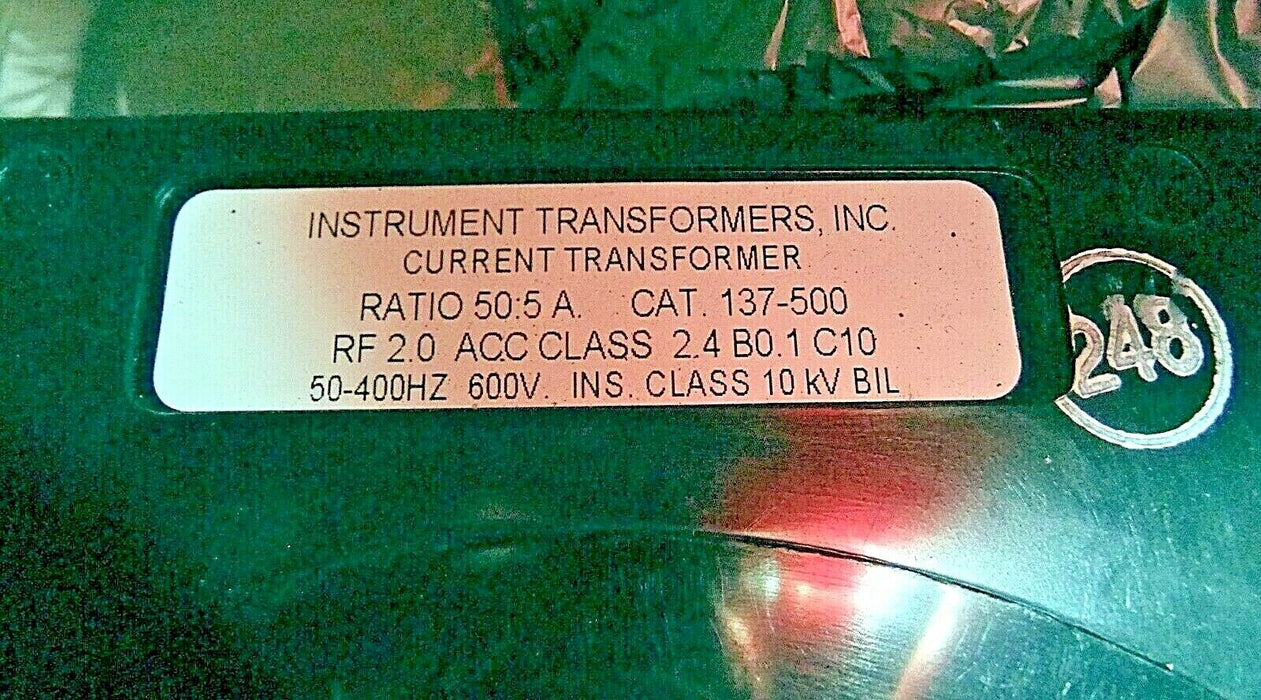 INSTRUMENT TRANSFORMERS, INC.
CURRENT TRANSFORMER
RATIO 50:5 A. CAT. 137-500
RF 2.0 ACC CLASS 2.4 B0.1 C10
50-400HZ 600V. INS. CLASS 10 kV BIL
248